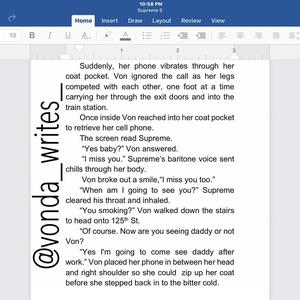 10:58 PM
Supreme 6
Home Insert Draw Layout Review View
10 B I U A
1 2 3
Suddenly, her phone vibrates through her
coat pocket. Von ignored the call as her legs
competed with each other, one foot at a time
carrying her through the exit doors and into the
train station.
Once inside Von reached into her coat pocket
to retrieve her cell phone.
The screen read Supreme.
“Yes baby?” Von answered.
“I miss you.” Supreme’s baritone voice sent
chills through her body.
Von broke out a smile,“I miss you too.”
“When am I going to see you?” Supreme
cleared his throat and inhaled.
“You smoking?” Von walked down the stairs
to head onto 125th St.
“Of course. Now are you seeing daddy or not
Von?
“Yes I'm going to come see daddy after
work.” Von placed her phone in between her head
and right shoulder so she could zip up her coat
before she stepped back in to the bitter cold.
@vonda_writes_